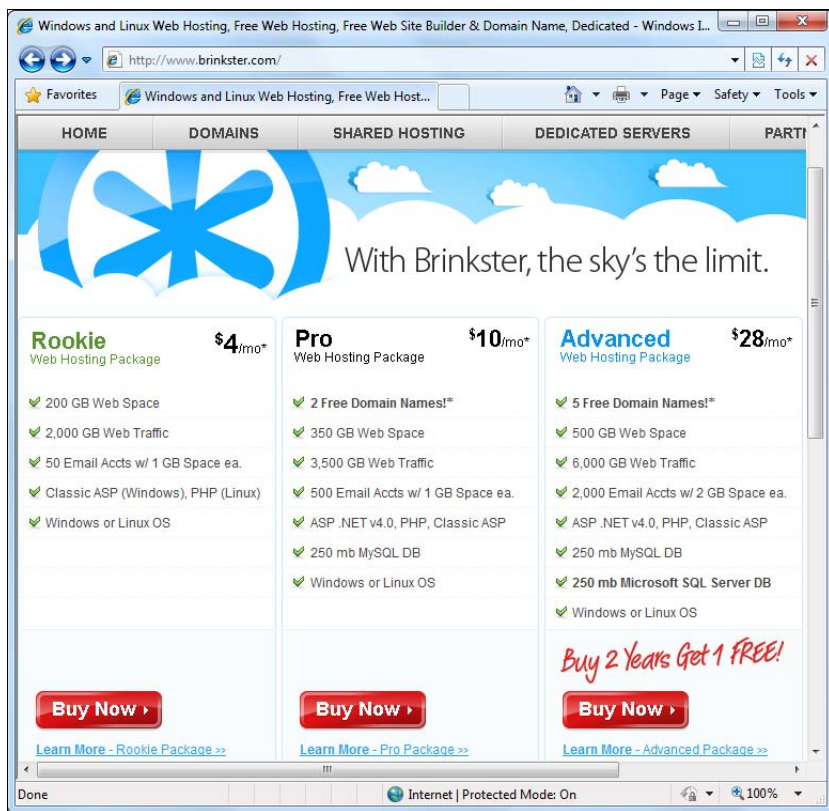 Windows and Linux Web Hosting, Free Web Hosting, Free Web Site Builder & Domain Name, Dedicated - Windows I...
http://www.brinkster.com/
Favorites
Windows and Linux Web Hosting, Free Web Host...
Page
Safety
Tools
HOME
DOMAINS
SHARED HOSTING
DEDICATED SERVERS
PARTN
With Brinkster, the sky's the limit.
Rookie
$4/mo*
Web Hosting Package
200 GB Web Space
2,000 GB Web Traffic
50 Email Accts w/ 1 GB Space ea.
Classic ASP (Windows), PHP (Linux)
Windows or Linux OS
Buy Now
Learn More - Rookie Package >>
Pro
$10/mo*
Web Hosting Package
2 Free Domain Names!*
350 GB Web Space
3,500 GB Web Traffic
500 Email Accts w/ 1 GB Space ea.
ASP .NET v4.0, PHP, Classic ASP
250 mb MySQL DB
Windows or Linux OS
Buy Now
Learn More - Pro Package >>
Advanced
$28/mo*
Web Hosting Package
5 Free Domain Names!*
500 GB Web Space
6,000 GB Web Traffic
2,000 Email Accts w/ 2 GB Space ea.
ASP .NET v4.0, PHP, Classic ASP
250 mb MySQL DB
250 mb Microsoft SQL Server DB
Windows or Linux OS
Buy 2 Years Get 1 FREE!
Buy Now
Learn More - Advanced Package >>
Done
Internet | Protected Mode: On
100%